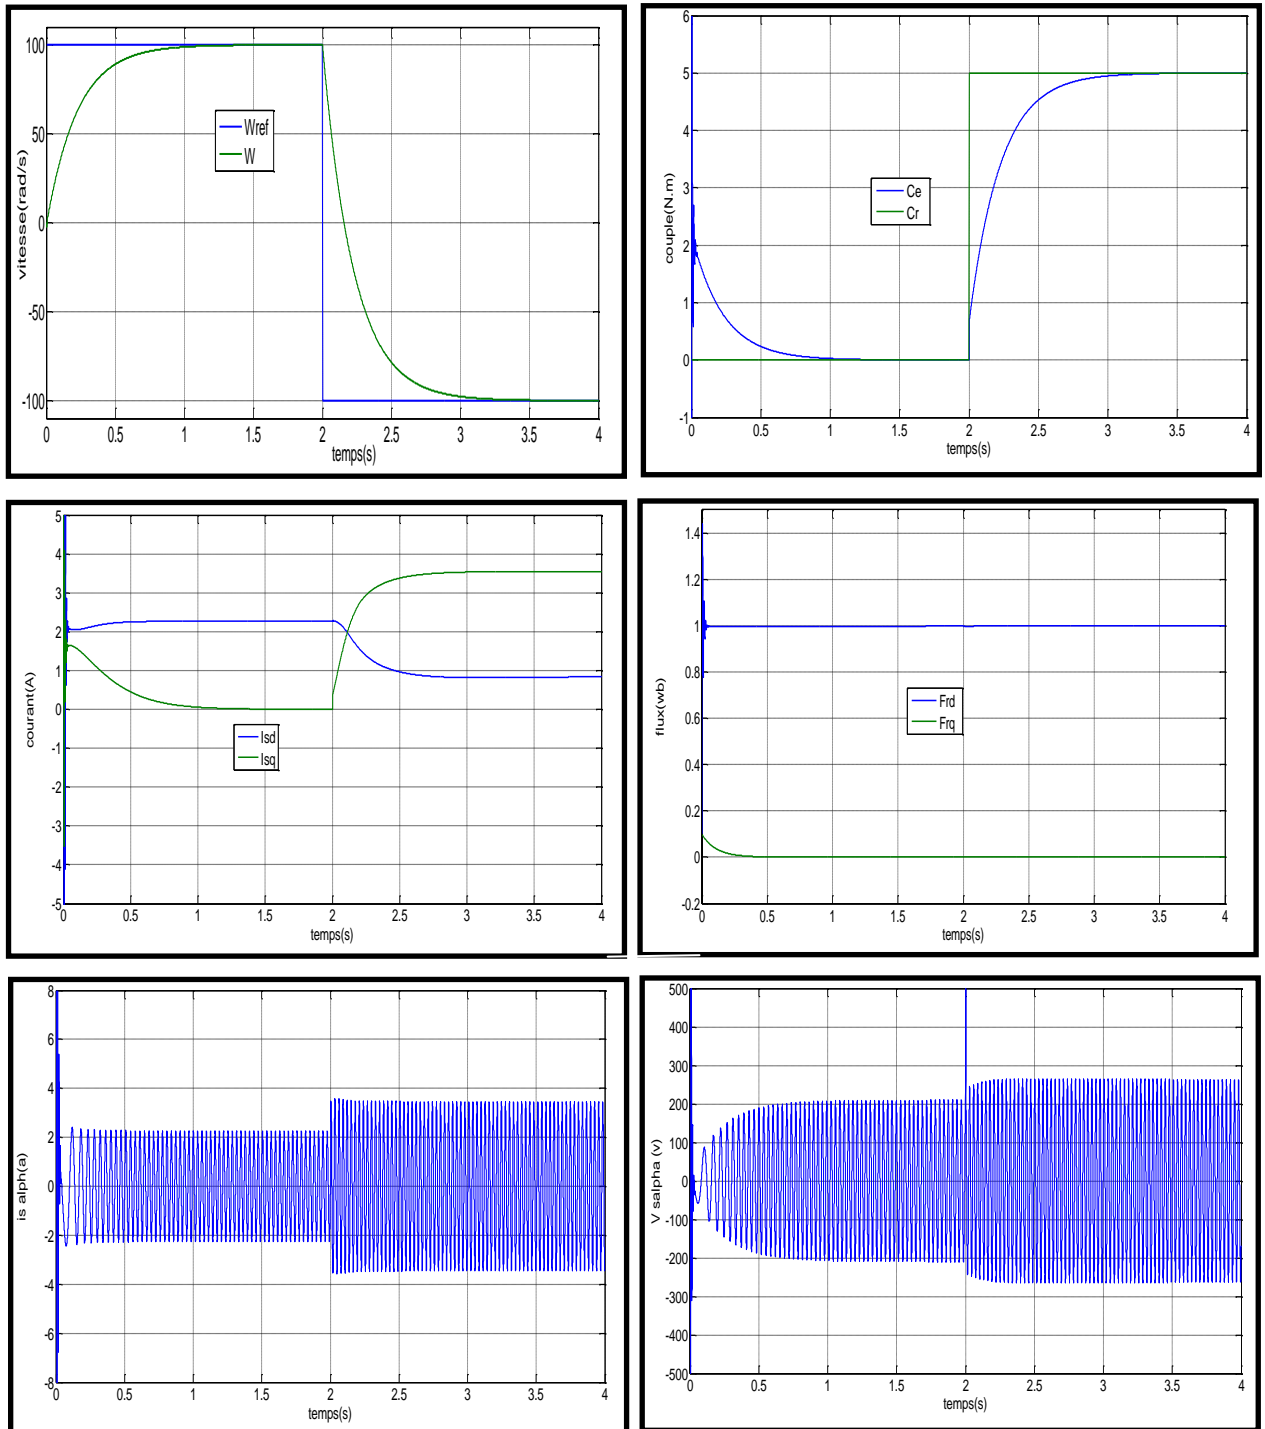 vitesse(rad/s)
100
50
0
-50
-100
Wref
W
0 0.5 1 1.5 2 2.5 3 3.5 4
temps(s)
couple(N.m)
6
5
4
3
2
1
0
-1
Ce
Cr
0 0.5 1 1.5 2 2.5 3 3.5 4
temps(s)
courant(A)
5
4
3
2
1
0
-1
-2
-3
-4
-5
Isd
Isq
0 0.5 1 1.5 2 2.5 3 3.5 4
temps(s)
flux(wb)
1.4
1.2
1
0.8
0.6
0.4
0.2
0
-0.2
Frd
Frq
0 0.5 1 1.5 2 2.5 3 3.5 4
temps(s)
is alph(a)
8
6
4
2
0
-2
-4
-6
-8
0 0.5 1 1.5 2 2.5 3 3.5 4
temps(s)
V salpha (v)
500
400
300
200
100
0
-100
-200
-300
-400
-500
0 0.5 1 1.5 2 2.5 3 3.5 4
temps(s)